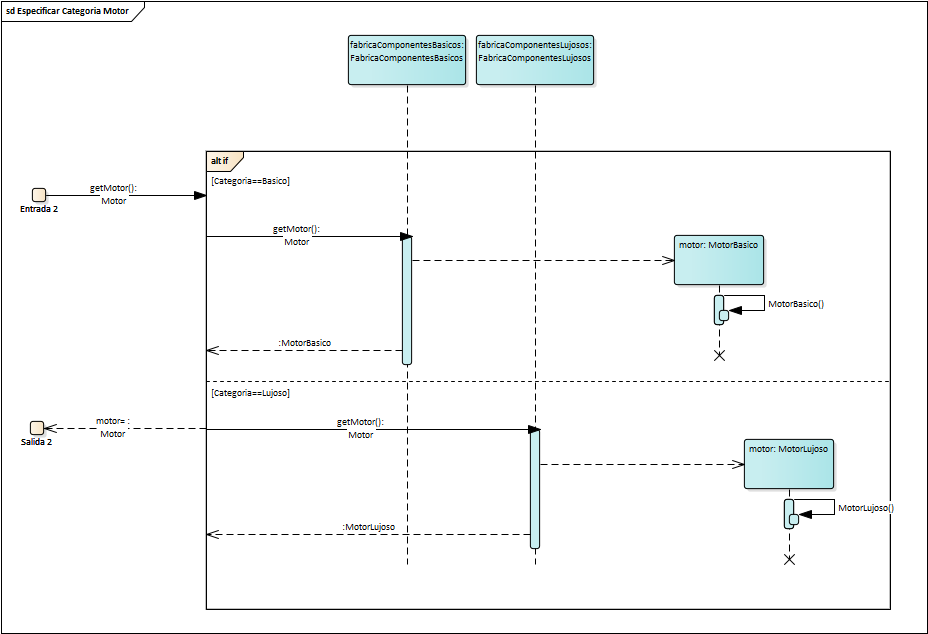 sd Especificar Categoria Motor
fabricaComponentesBasicos:
FabricaComponentesBasicos
fabricaComponentesLujosos:
FabricaComponentesLujosos
alt if
[Categoria==Basico]
getMotor():
Motor
Entrada 2
getMotor():
Motor
motor: MotorBasico
MotorBasico()
:MotorBasico
[Categoria==Lujoso]
motor= :
Motor
Salida 2
getMotor():
Motor
motor: MotorLujoso
MotorLujoso()
:MotorLujoso